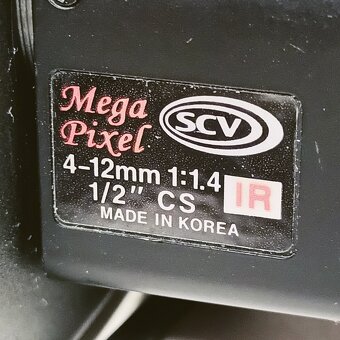 Mega
Pixel
SCV
4-12mm 1:1.4
1/2" CS
IR
MADE IN KOREA